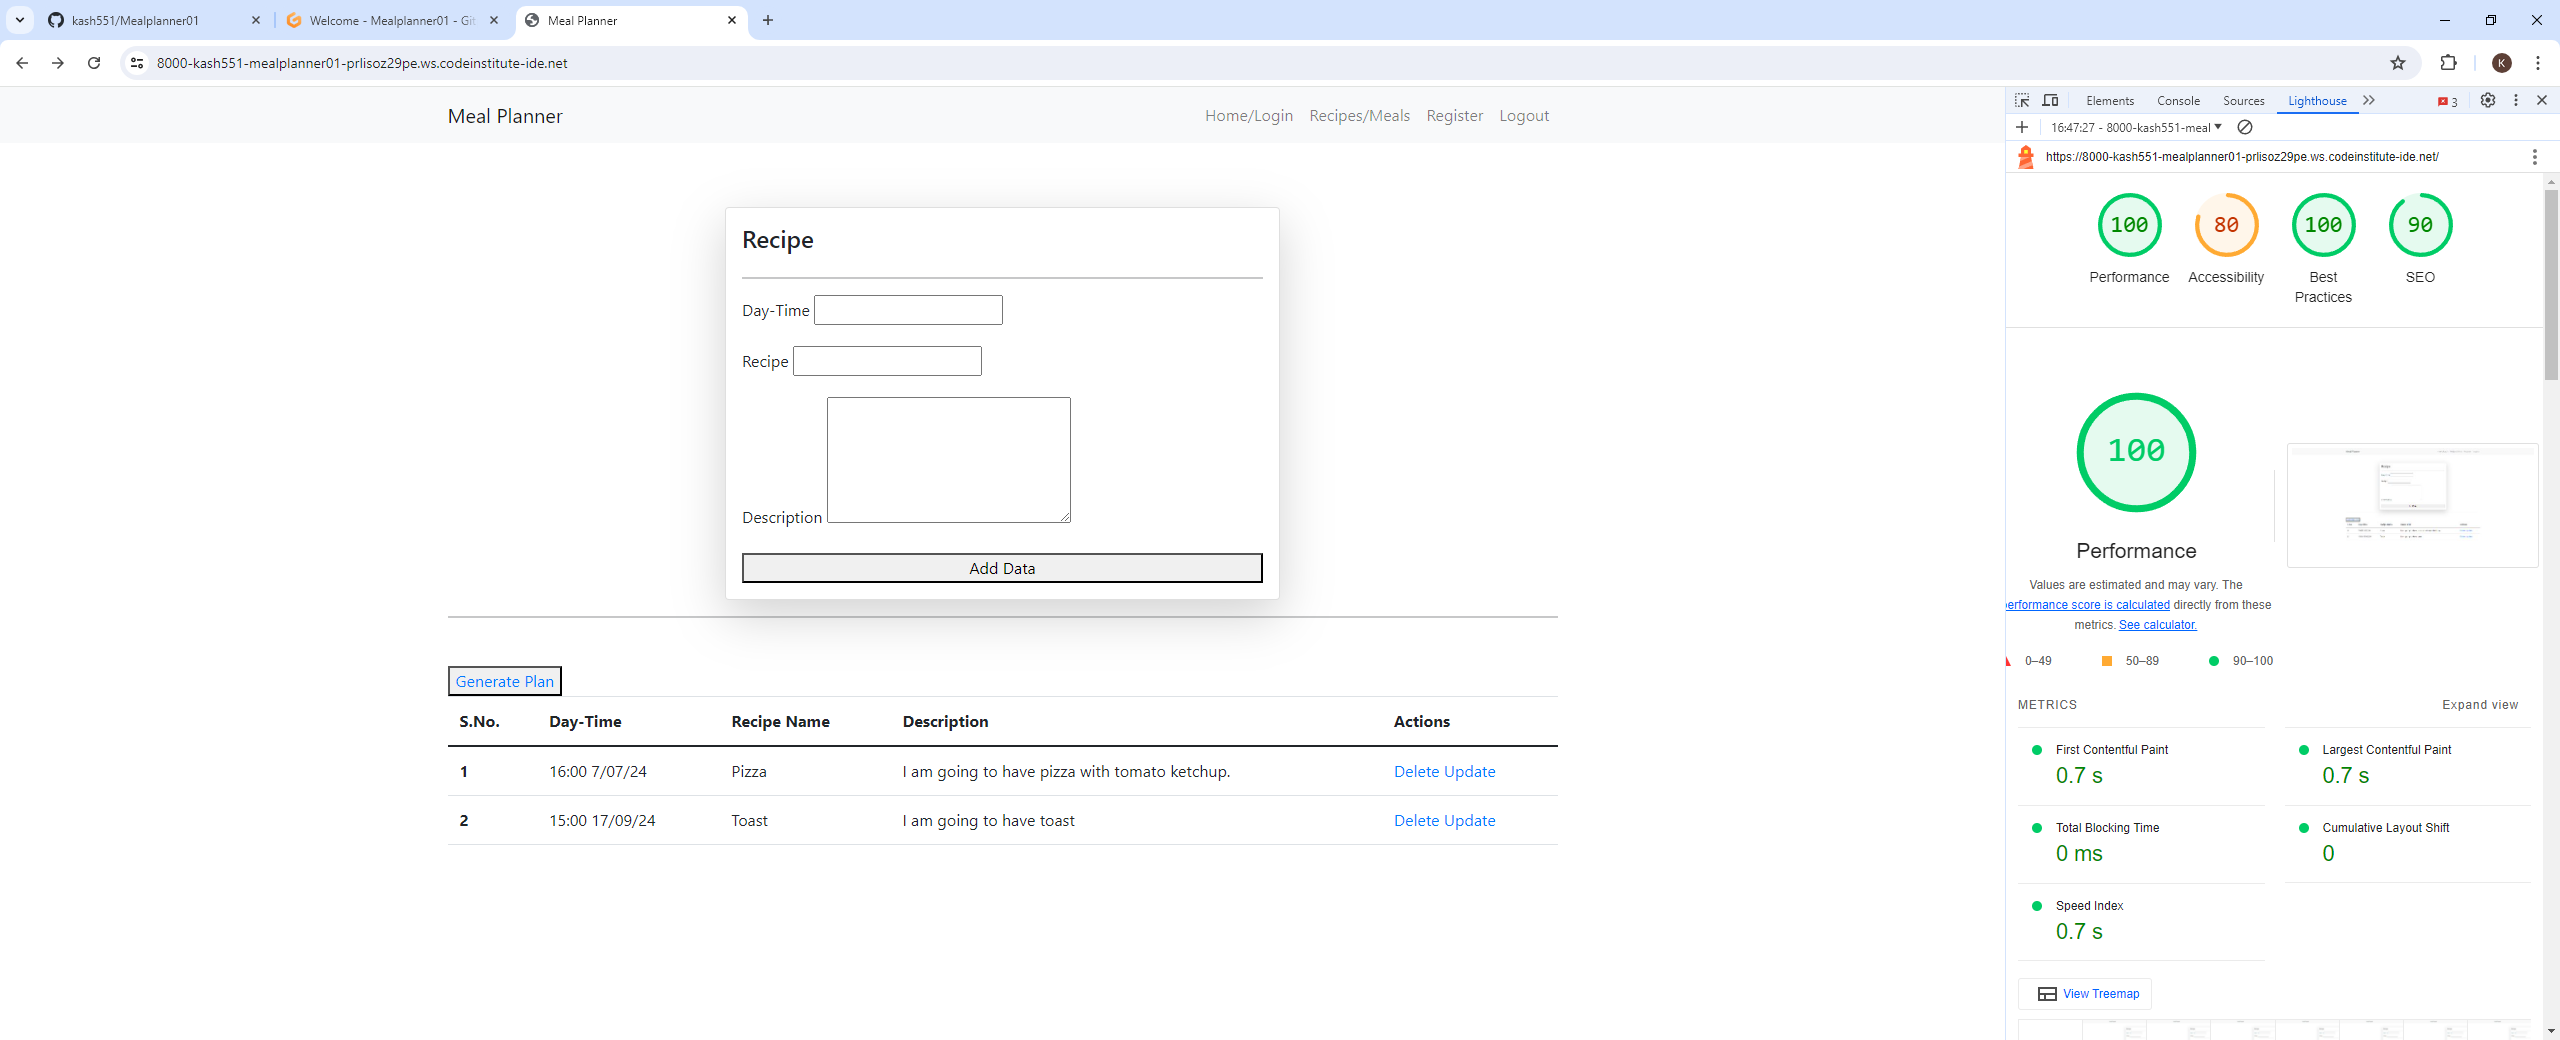 kash551/Mealplanner01
Welcome - Mealplanner01 - Git
Meal Planner
8000-kash551-mealplanner01-prlisoz29pe.ws.codeinstitute-ide.net
K
Meal Planner
Home/Login Recipes/Meals Register Logout
Recipe
Day-Time
Recipe
Description
Add Data
Generate Plan
S.No. Day-Time Recipe Name Description Actions
1 16:00 7/07/24 Pizza I am going to have pizza with tomato ketchup. Delete Update
2 15:00 17/09/24 Toast I am going to have toast Delete Update
Elements Console Sources Lighthouse 3
16:47:27 - 8000-kash551-meal
https://8000-kash551-mealplanner01-prlisoz29pe.ws.codeinstitute-ide.net/
100 80 100 90
Performance Accessibility Best Practices SEO
100
Performance
Values are estimated and may vary. The
erformance score is calculated directly from these
metrics. See calculator.
0–49 50–89 90–100
METRICS Expand view
First Contentful Paint Largest Contentful Paint
0.7 s 0.7 s
Total Blocking Time Cumulative Layout Shift
0 ms 0
Speed Index
0.7 s
View Treemap